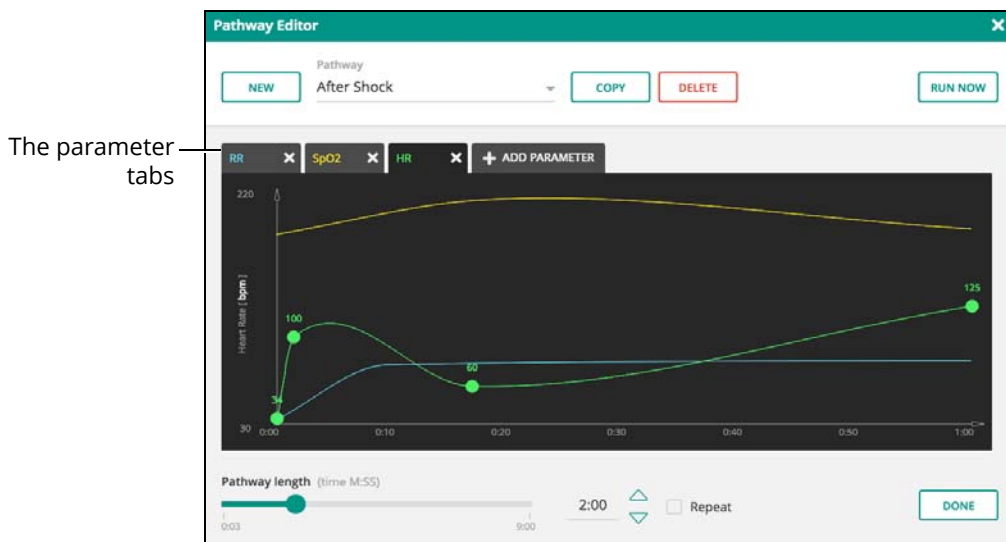 Pathway Editor
Pathway
NEW
After Shock
COPY
DELETE
RUN NOW
The parameter
tabs
RR
SpO2
HR
ADD PARAMETER
220
Heart Rate [ bpm ]
100
125
60
34
30
0:00 0:10 0:20 0:30 0:40 0:50 1:00
Pathway length (time M:SS)
2:00
Repeat
DONE
0:03 9:00